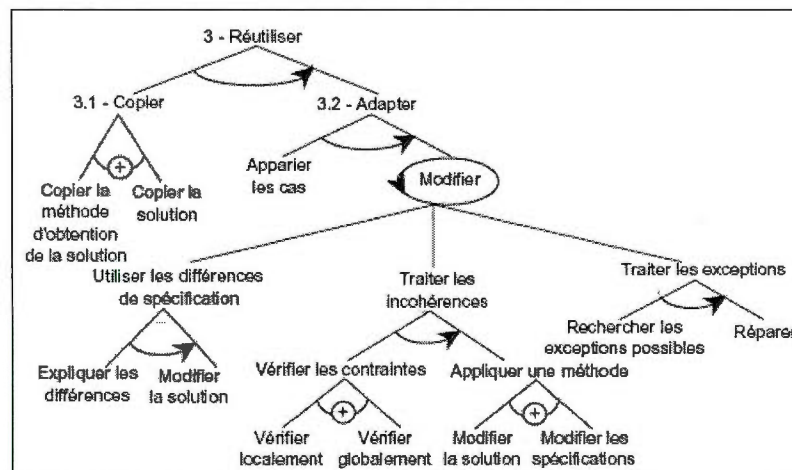 3 - Réutiliser
3.1 - Copier
3.2 - Adapter
Copier la
méthode
d'obtention
de la solution
Copier la
solution
Apparier
les cas
Modifier
Utiliser les différences
de spécification
Traiter les
incohérences
Traiter les exceptions
Expliquer les
différences
Modifier
la solution
Vérifier les contraintes
Appliquer une méthode
Rechercher les
exceptions possibles
Réparer
Vérifier
localement
Vérifier
globalement
Modifier
la solution
Modifier les
spécifications